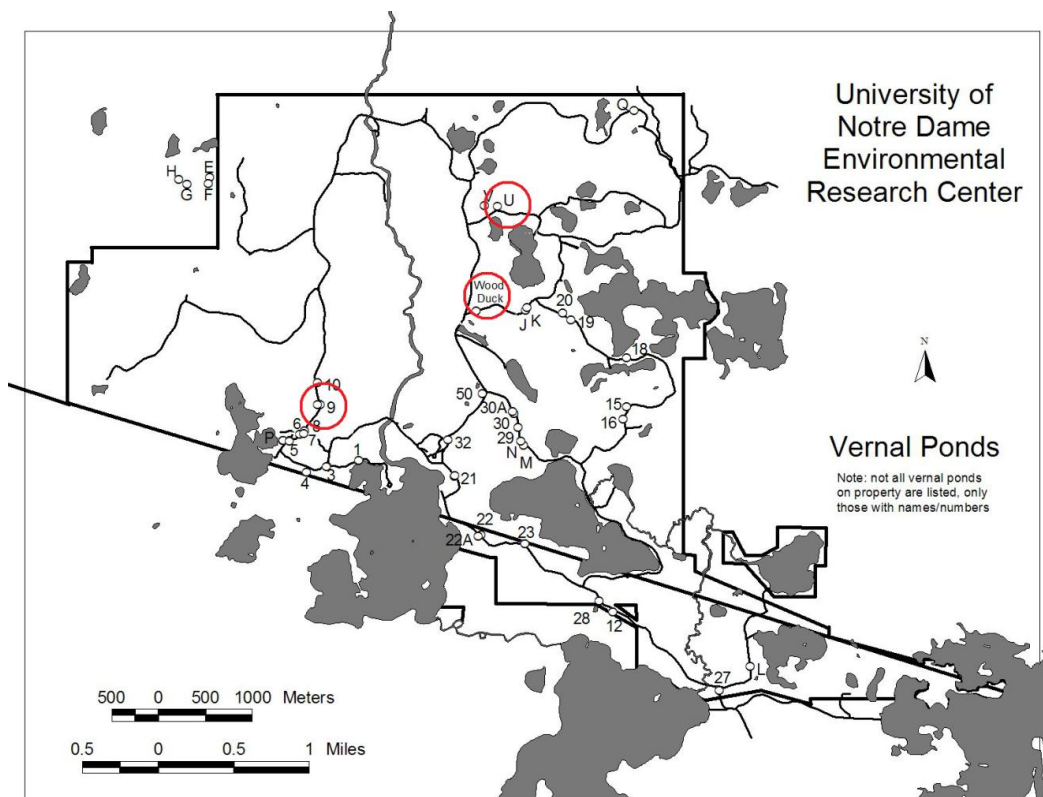 University of
Notre Dame
Environmental
Research Center
Q
H
E
G
F
V
U
Wood
Duck
J
K
20
19
18
N
10
9
50
30A
15
16
30
6
8
P
7
5
29
32
N
M
1
3
4
21
Vernal Ponds
Note: not all vernal ponds
on property are listed, only
those with names/numbers
22
22A
23
28
12
27
L
500 0 500 1000 Meters
0.5 0 0.5 1 Miles